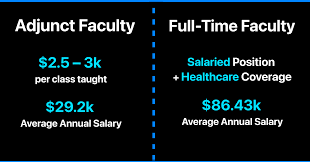 Adjunct Faculty
$2.5 – 3k
per class taught
$29.2k
Average Annual Salary
Full-Time Faculty
Salaried Position
+ Healthcare Coverage
$86.43k
Average Annual Salary